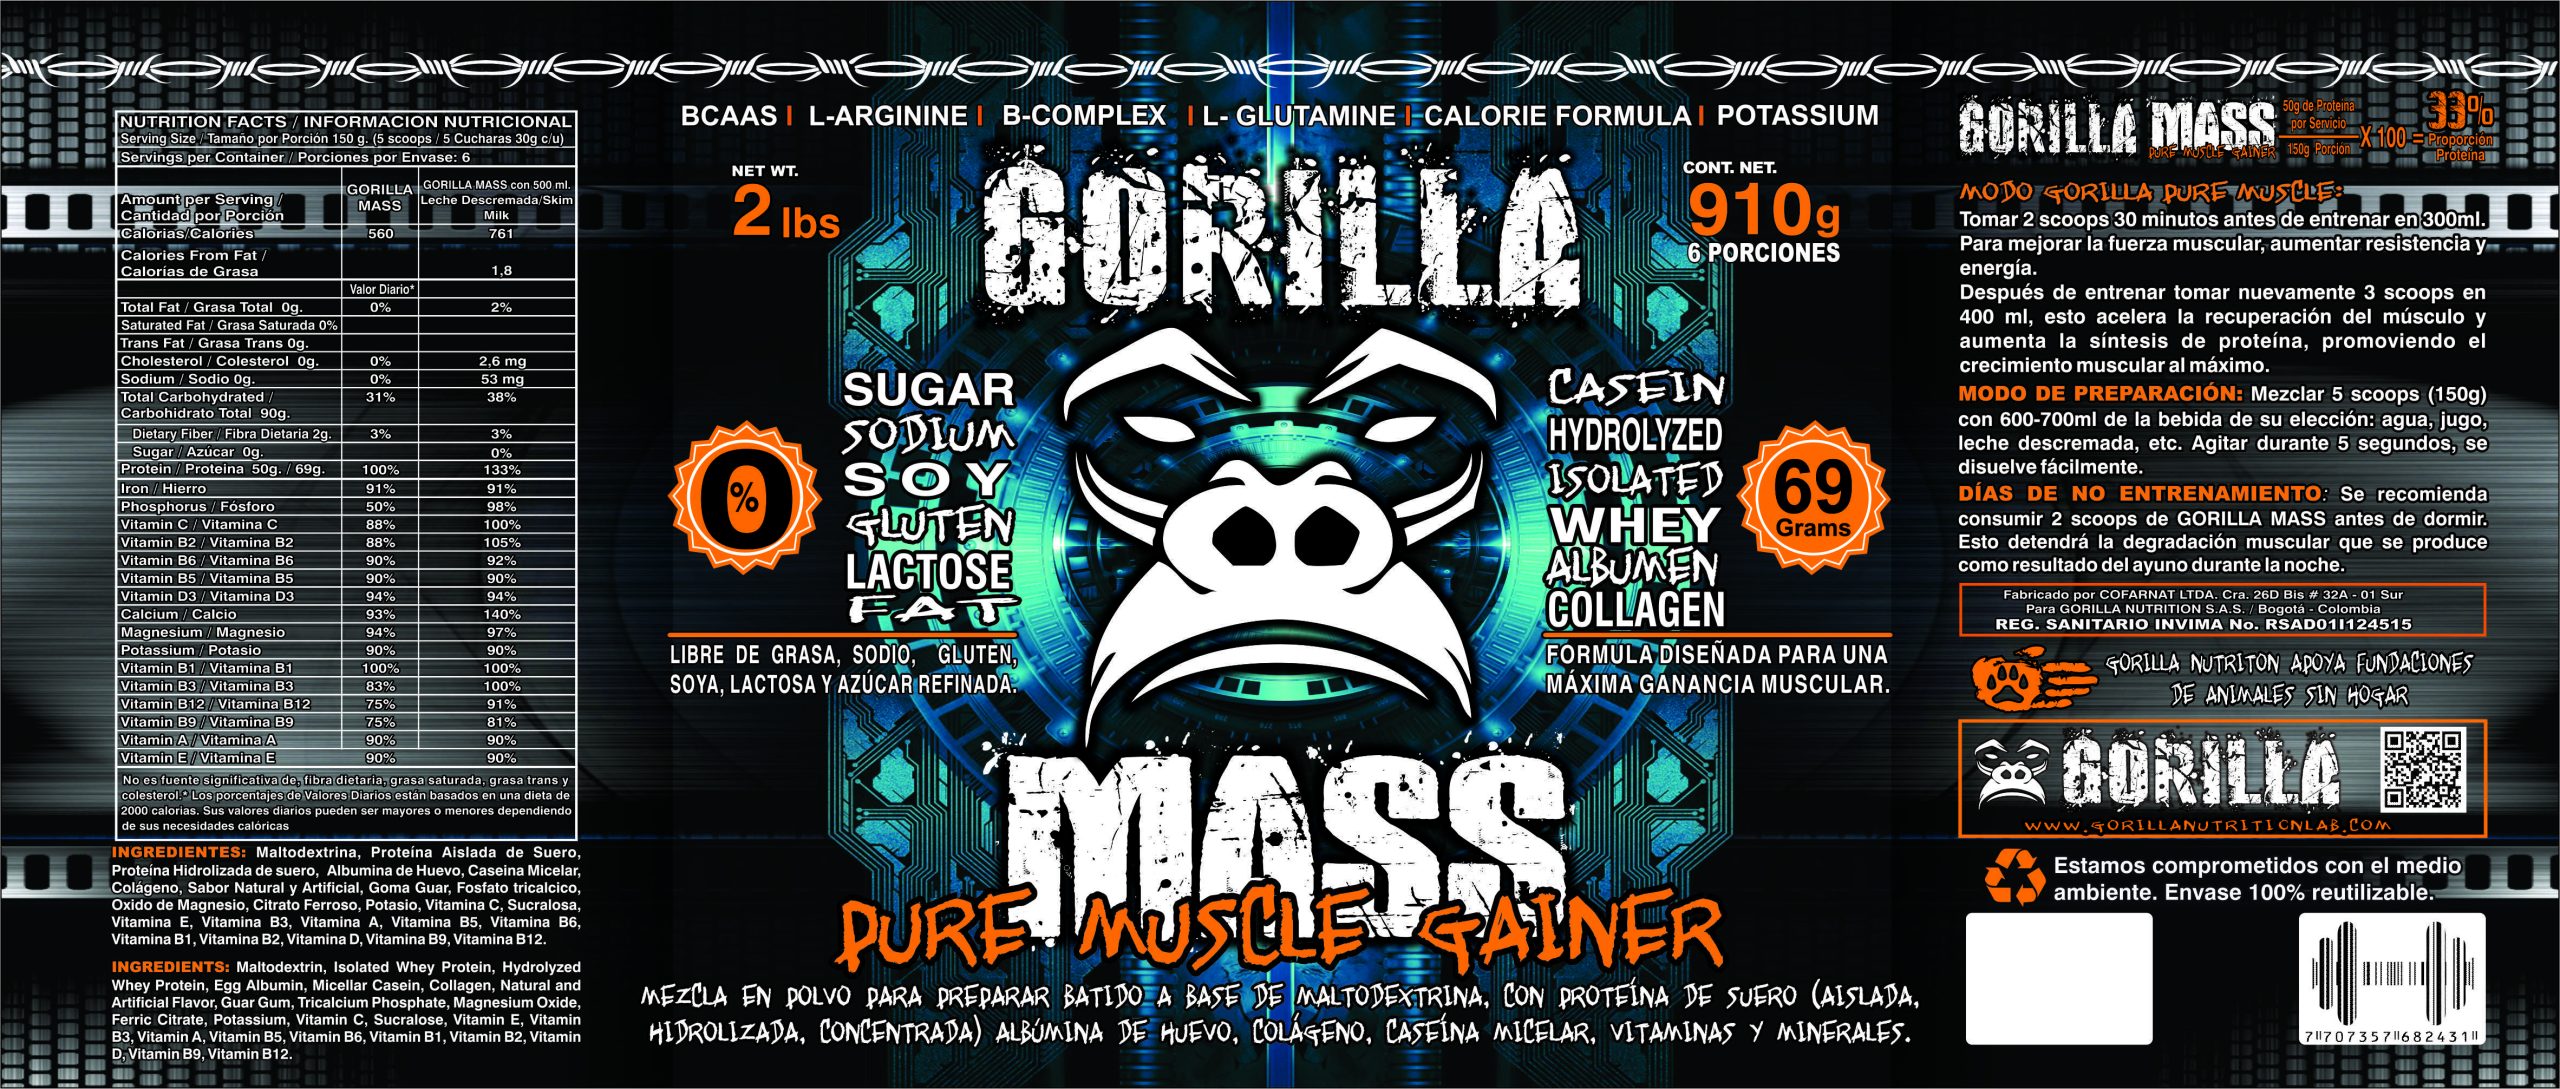 NUTRITION FACTS / INFORMACION NUTRICIONAL
Serving Size / Tamaño por Porción 150 g. (5 scoops / 5 Cucharas 30g c/u)
Servings per Container / Porciones por Envase: 6
Amount per Serving / Cantidad por Porción GORILLA MASS GORILLA MASS con 500 ml. Leche Descremada/Skim Milk
Calorias/Calories 560 761
Calories From Fat / Calorías de Grasa 1,8
Valor Diario*
Total Fat / Grasa Total 0g. 0% 2%
Saturated Fat / Grasa Saturada 0%
Trans Fat / Grasa Trans 0g.
Cholesterol / Colesterol 0g. 0% 2,6 mg
Sodium / Sodio 0g. 0% 53 mg
Total Carbohydrated / Carbohidrato Total 90g. 31% 38%
Dietary Fiber / Fibra Dietaria 2g. 3% 3%
Sugar / Azúcar 0g. 0%
Protein / Proteina 50g. / 69g. 100% 133%
Iron / Hierro 91% 91%
Phosphorus / Fósforo 50% 98%
Vitamin C / Vitamina C 88% 100%
Vitamin B2 / Vitamina B2 88% 105%
Vitamin B6 / Vitamina B6 90% 92%
Vitamin B5 / Vitamina B5 90% 90%
Vitamin D3 / Vitamina D3 94% 94%
Calcium / Calcio 93% 140%
Magnesium / Magnesio 94% 97%
Potassium / Potasio 90% 90%
Vitamin B1 / Vitamina B1 100% 100%
Vitamin B3 / Vitamina B3 83% 100%
Vitamin B12 / Vitamina B12 75% 91%
Vitamin B9 / Vitamina B9 75% 81%
Vitamin A / Vitamina A 90% 90%
Vitamin E / Vitamina E 90% 90%
No es fuente significativa de, fibra dietaria, grasa saturada, grasa trans y
colesterol.* Los porcentajes de Valores Diarios están basados en una dieta de
2000 calorias. Sus valores diarios pueden ser mayores o menores dependiendo
de sus necesidades calóricas
INGREDIENTES: Maltodextrina, Proteína Aislada de Suero,
Proteína Hidrolizada de suero, Albumina de Huevo, Caseina Micelar,
Colágeno, Sabor Natural y Artificial, Goma Guar, Fosfato tricalcico,
Oxido de Magnesio, Citrato Ferroso, Potasio, Vitamina C, Sucralosa,
Vitamina E, Vitamina B3, Vitamina A, Vitamina B5, Vitamina B6,
Vitamina B1, Vitamina B2, Vitamina D, Vitamina B9, Vitamina B12.
INGREDIENTS: Maltodextrin, Isolated Whey Protein, Hydrolyzed
Whey Protein, Egg Albumin, Micellar Casein, Collagen, Natural and
Artificial Flavor, Guar Gum, Tricalcium Phosphate, Magnesium Oxide,
Ferric Citrate, Potassium, Vitamin C, Sucralose, Vitamin E, Vitamin
B3, Vitamin A, Vitamin B5, Vitamin B6, Vitamin B1, Vitamin B2, Vitamin
D, Vitamin B9, Vitamin B12.
BCAAS | L-ARGININE | B-COMPLEX | L- GLUTAMINE | CALORIE FORMULA | POTASSIUM
NET WT.
2 lbs
CONT. NET.
910g
6 PORCIONES
GORILLA
0%
SUGAR
SODIUM
SOY
GLUTEN
LACTOSE
FAT
LIBRE DE GRASA, SODIO, GLUTEN,
SOYA, LACTOSA Y AZÚCAR REFINADA.
CASEIN
HYDROLYZED
ISOLATED
WHEY
ALBUMEN
COLLAGEN
69
Grams
FORMULA DISEÑADA PARA UNA
MÁXIMA GANANCIA MUSCULAR.
MASS
PURE MUSCLE GAINER
MEZCLA EN POLVO PARA PREPARAR BATIDO A BASE DE MALTODEXTRINA, CON PROTEÍNA DE SUERO (AISLADA,
HIDROLIZADA, CONCENTRADA) ALBÚMINA DE HUEVO, COLÁGENO, CASEÍNA MICELAR, VITAMINAS Y MINERALES.
GORILLA MASS
PURE MUSCLE GAINER
50g de Proteina
por Servicio
150g Porción
X 100 = 33%
Proporción
Proteína
MODO GORILLA PURE MUSCLE:
Tomar 2 scoops 30 minutos antes de entrenar en 300ml.
Para mejorar la fuerza muscular, aumentar resistencia y
energía.
Después de entrenar tomar nuevamente 3 scoops en
400 ml, esto acelera la recuperación del músculo y
aumenta la síntesis de proteína, promoviendo el
crecimiento muscular al máximo.
MODO DE PREPARACIÓN: Mezclar 5 scoops (150g)
con 600-700ml de la bebida de su elección: agua, jugo,
leche descremada, etc. Agitar durante 5 segundos, se
disuelve fácilmente.
DÍAS DE NO ENTRENAMIENTO: Se recomienda
consumir 2 scoops de GORILLA MASS antes de dormir.
Esto detendrá la degradación muscular que se produce
como resultado del ayuno durante la noche.
Fabricado por COFARNAT LTDA. Cra. 26D Bis # 32A - 01 Sur
Para GORILLA NUTRITION S.A.S. / Bogotá - Colombia
REG. SANITARIO INVIMA No. RSAD01I124515
GORILLA NUTRITON APOYA FUNDACIONES
DE ANIMALES SIN HOGAR
GORILLA
WWW.GORILLANUTRITIONLAB.COM
Estamos comprometidos con el medio
ambiente. Envase 100% reutilizable.
7 707357 682431